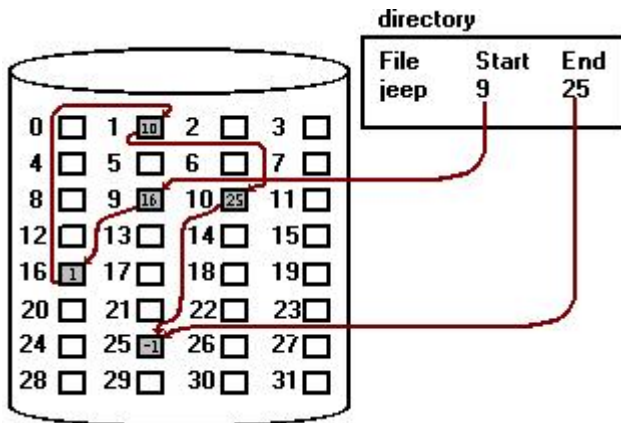 directory
File Start End
jeep 9 25
0 1 10 2 3
4 5 6 7
8 9 16 10 25 11
12 13 14 15
16 1 17 18 19
20 21 22 23
24 25 -1 26 27
28 29 30 31